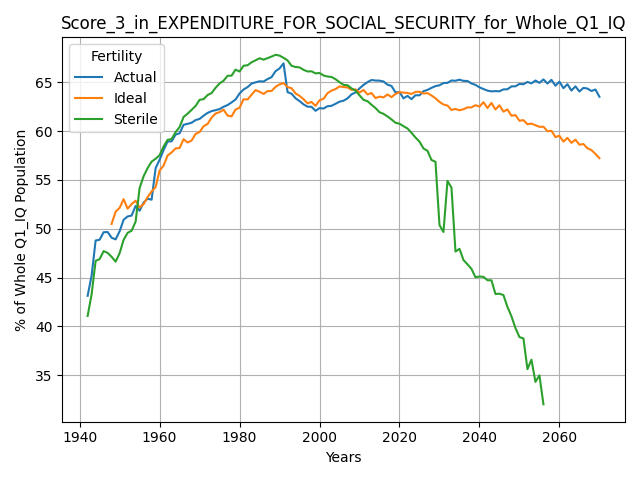 Score_3_in_EXPENDITURE_FOR_SOCIAL_SECURITY_for_Whole_Q1_IQ
Fertility
Actual
Ideal
Sterile
65
60
55
50
45
40
35
% of Whole Q1_IQ Population
1940
1960
1980
2000
2020
2040
2060
Years